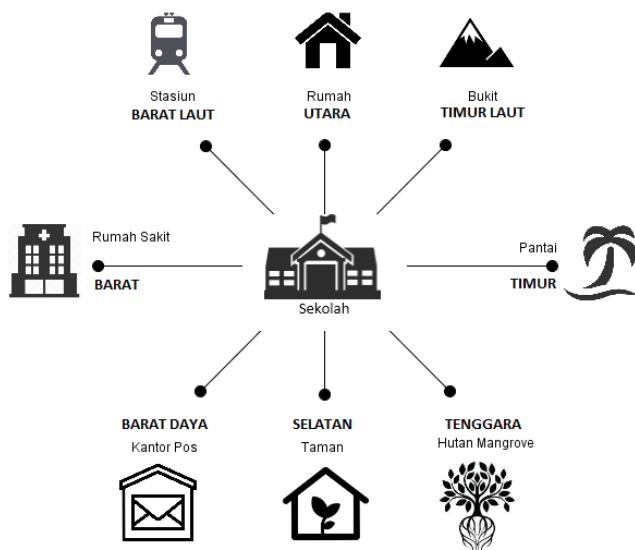 Stasiun
BARAT LAUT
Rumah
UTARA
Bukit
TIMUR LAUT
Rumah Sakit
BARAT
Sekolah
Pantai
TIMUR
BARAT DAYA
Kantor Pos
SELATAN
Taman
TENGGARA
Hutan Mangrove